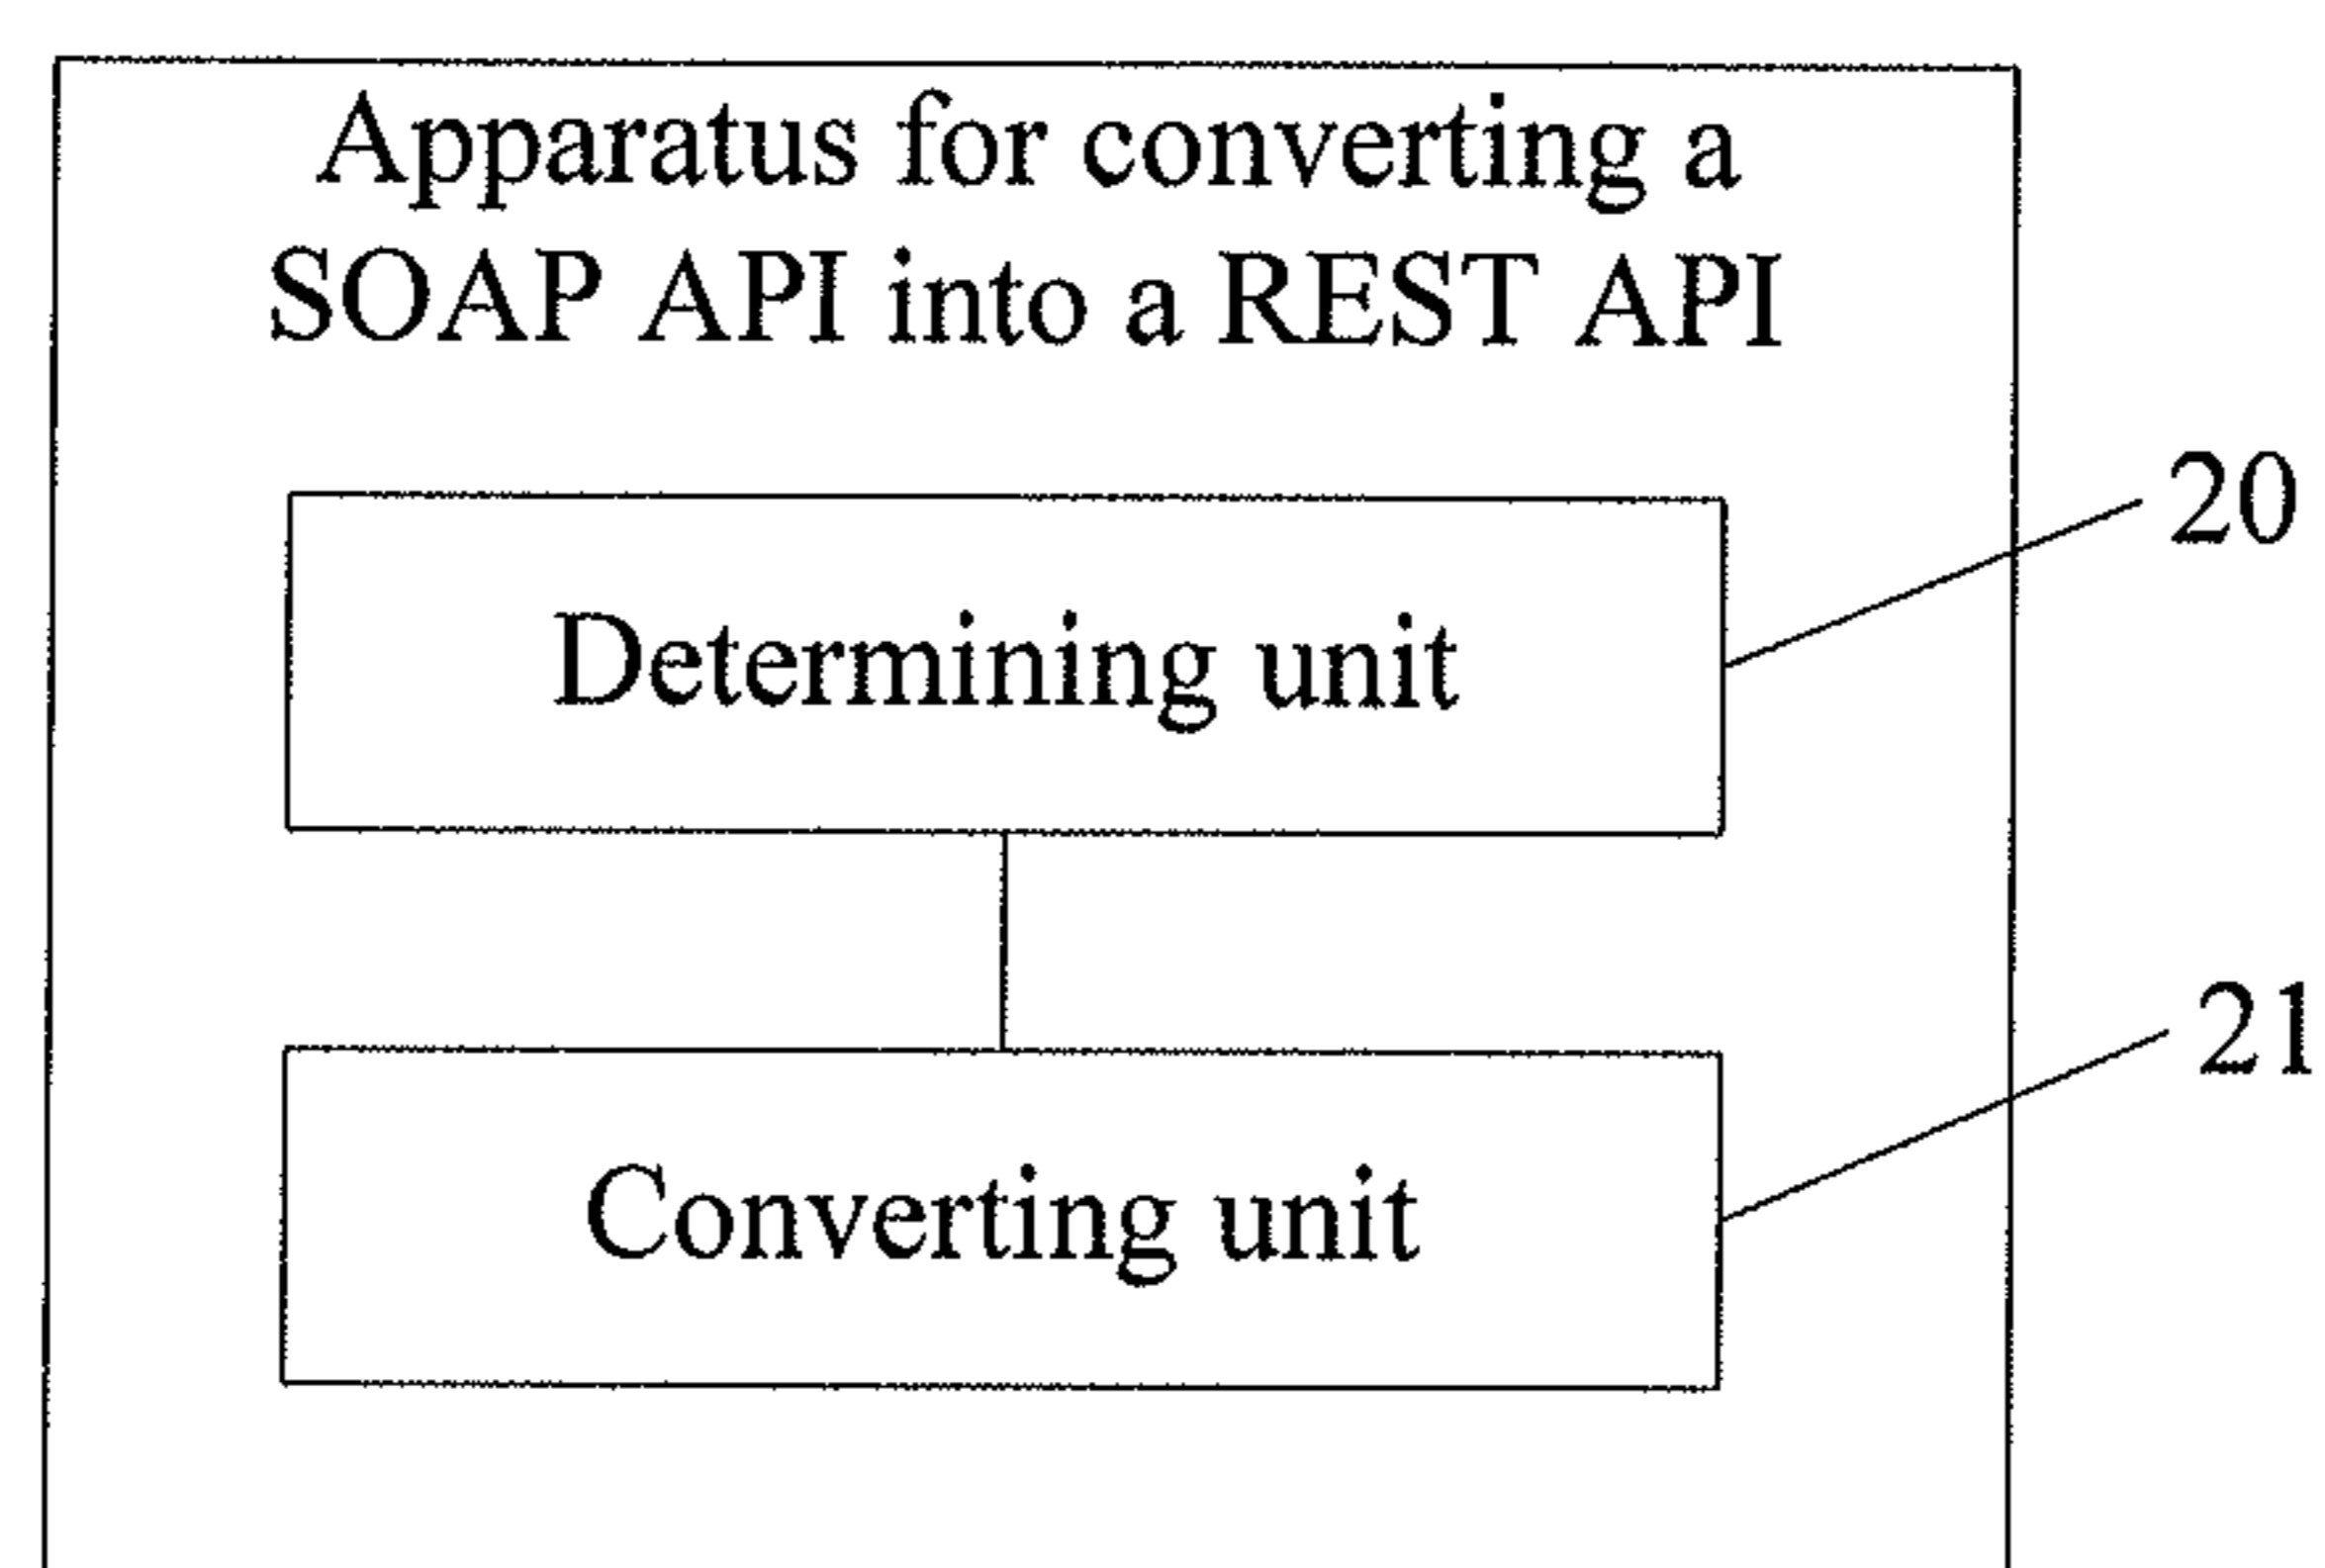 Apparatus for converting a
SOAP API into a REST API
20
Determining unit
21
Converting unit